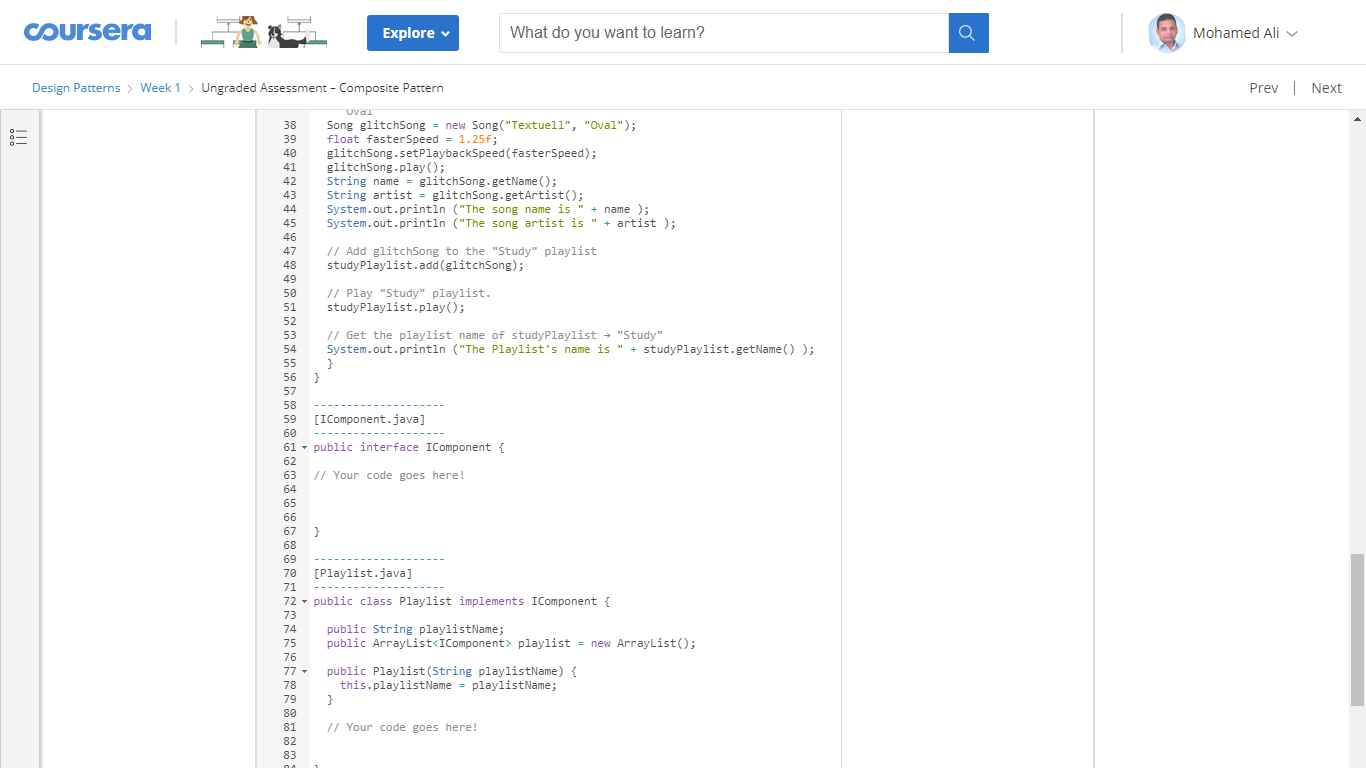 coursera
Explore
What do you want to learn?
Mohamed Ali
Design Patterns > Week 1 > Ungraded Assessment – Composite Pattern
Prev | Next
Oval
38 Song glitchSong = new Song("Textuell", "Oval");
39 float fasterSpeed = 1.25f;
40 glitchSong.setPlaybackSpeed(fasterSpeed);
41 glitchSong.play();
42 String name = glitchSong.getName();
43 String artist = glitchSong.getArtist();
44 System.out.println ("The song name is " + name );
45 System.out.println ("The song artist is " + artist );
46
47 // Add glitchSong to the "Study" playlist
48 studyPlaylist.add(glitchSong);
49
50 // Play "Study" playlist.
51 studyPlaylist.play();
52
53 // Get the playlist name of studyPlaylist → "Study"
54 System.out.println ("The Playlist's name is " + studyPlaylist.getName() );
55 }
56 }
57
58 --------------------
59 [IComponent.java]
60 --------------------
61 public interface IComponent {
62
63 // Your code goes here!
64
65
66
67 }
68
69 --------------------
70 [Playlist.java]
71 --------------------
72 public class Playlist implements IComponent {
73
74 public String playlistName;
75 public ArrayList<IComponent> playlist = new ArrayList();
76
77 public Playlist(String playlistName) {
78 this.playlistName = playlistName;
79 }
80
81 // Your code goes here!
82
83
84 }